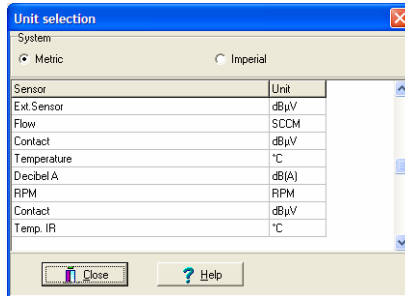 Unit selection
System
Metric Imperial
Sensor Unit
Ext.Sensor dBµV
Flow SCCM
Contact dBµV
Temperature °C
Decibel A dB(A)
RPM RPM
Contact dBµV
Temp. IR °C
Close ? Help